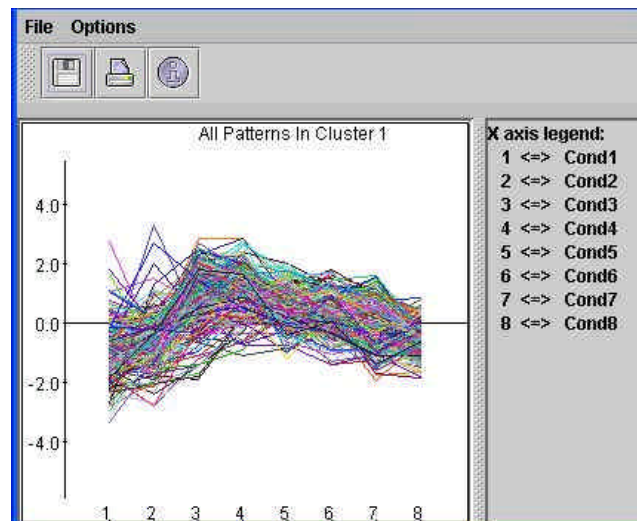 File Options
All Patterns In Cluster 1
4.0
2.0
0.0
-2.0
-4.0
1 2 3 4 5 6 7 8
X axis legend:
1 <=> Cond1
2 <=> Cond2
3 <=> Cond3
4 <=> Cond4
5 <=> Cond5
6 <=> Cond6
7 <=> Cond7
8 <=> Cond8